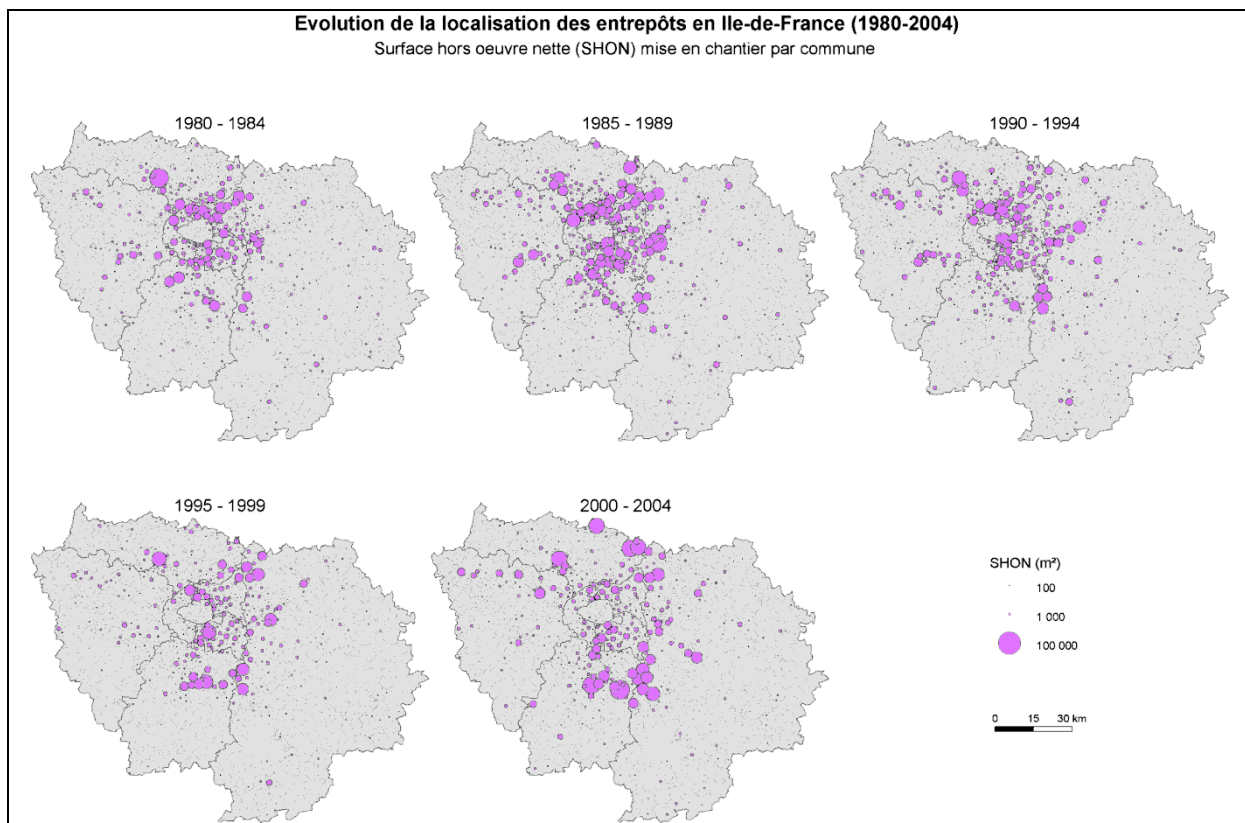 Evolution de la localisation des entrepôts en Ile-de-France (1980-2004)
Surface hors oeuvre nette (SHON) mise en chantier par commune
1980 - 1984
1985 - 1989
1990 - 1994
1995 - 1999
2000 - 2004
SHON (m²)
100
1 000
100 000
0 15 30 km